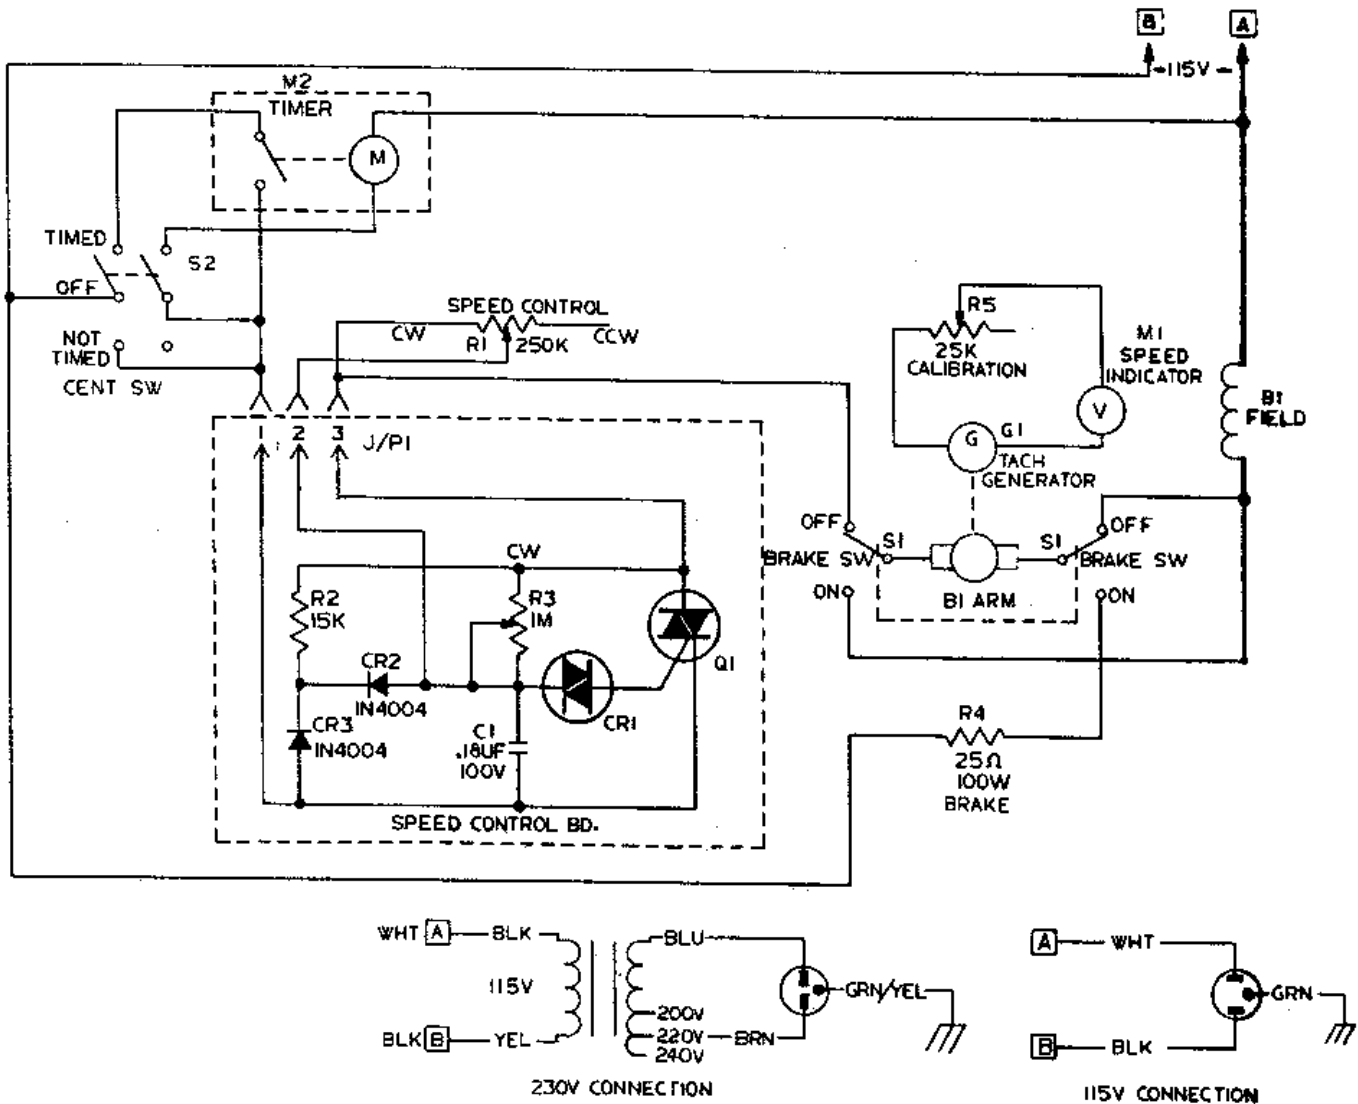 B
A
115V
M2
TIMER
M
TIMED
S2
OFF
NOT
TIMED
CENT SW
SPEED CONTROL
CW
CCW
R1
250K
R5
25K
CALIBRATION
M1
SPEED
INDICATOR
V
G
G1
TACH
GENERATOR
B1
FIELD
1
2
3
J/P1
OFF
S1
S1
OFF
BRAKE SW
BRAKE SW
ON
B1 ARM
ON
CW
R2
15K
R3
1M
Q1
CR2
IN4004
CR1
CR3
IN4004
C1
.18UF
100V
R4
25Ω
100W
BRAKE
SPEED CONTROL BD.
WHT A BLK
BLU
115V
GRN/YEL
200V
BLK B YEL
220V BRN
240V
230V CONNECTION
A WHT
GRN
B BLK
115V CONNECTION